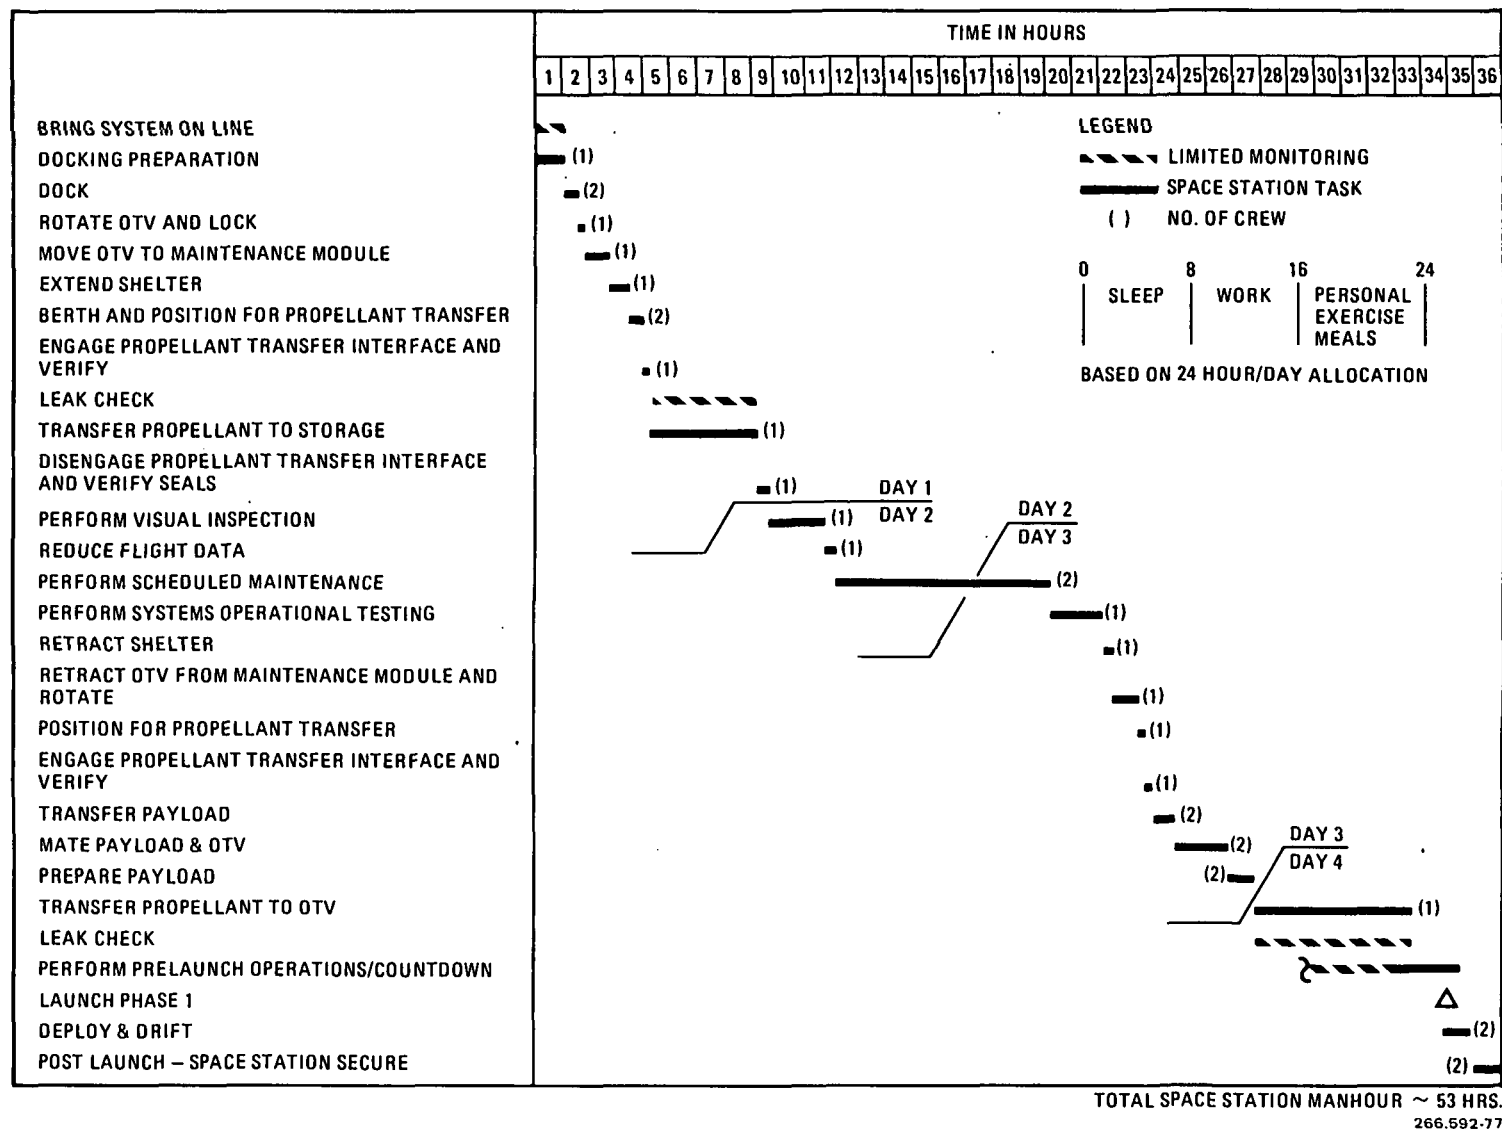 TIME IN HOURS
1 2 3 4 5 6 7 8 9 10 11 12 13 14 15 16 17 18 19 20 21 22 23 24 25 26 27 28 29 30 31 32 33 34 35 36
BRING SYSTEM ON LINE
DOCKING PREPARATION (1)
DOCK (2)
ROTATE OTV AND LOCK (1)
MOVE OTV TO MAINTENANCE MODULE (1)
EXTEND SHELTER (1)
BERTH AND POSITION FOR PROPELLANT TRANSFER (2)
ENGAGE PROPELLANT TRANSFER INTERFACE AND
VERIFY (1)
LEAK CHECK
TRANSFER PROPELLANT TO STORAGE (1)
DISENGAGE PROPELLANT TRANSFER INTERFACE
AND VERIFY SEALS (1)
PERFORM VISUAL INSPECTION (1)
REDUCE FLIGHT DATA (1)
PERFORM SCHEDULED MAINTENANCE (2)
PERFORM SYSTEMS OPERATIONAL TESTING (1)
RETRACT SHELTER (1)
RETRACT OTV FROM MAINTENANCE MODULE AND
ROTATE (1)
POSITION FOR PROPELLANT TRANSFER (1)
ENGAGE PROPELLANT TRANSFER INTERFACE AND
VERIFY (1)
TRANSFER PAYLOAD (2)
MATE PAYLOAD & OTV (2)
PREPARE PAYLOAD (2)
TRANSFER PROPELLANT TO OTV (1)
LEAK CHECK
PERFORM PRELAUNCH OPERATIONS/COUNTDOWN
LAUNCH PHASE 1
DEPLOY & DRIFT (2)
POST LAUNCH – SPACE STATION SECURE (2)
LEGEND
LIMITED MONITORING
SPACE STATION TASK
( ) NO. OF CREW
0 8 16 24
SLEEP WORK PERSONAL
EXERCISE
MEALS
BASED ON 24 HOUR/DAY ALLOCATION
DAY 1
DAY 2
DAY 2
DAY 3
DAY 3
DAY 4
TOTAL SPACE STATION MANHOUR ~ 53 HRS.
266.592-77